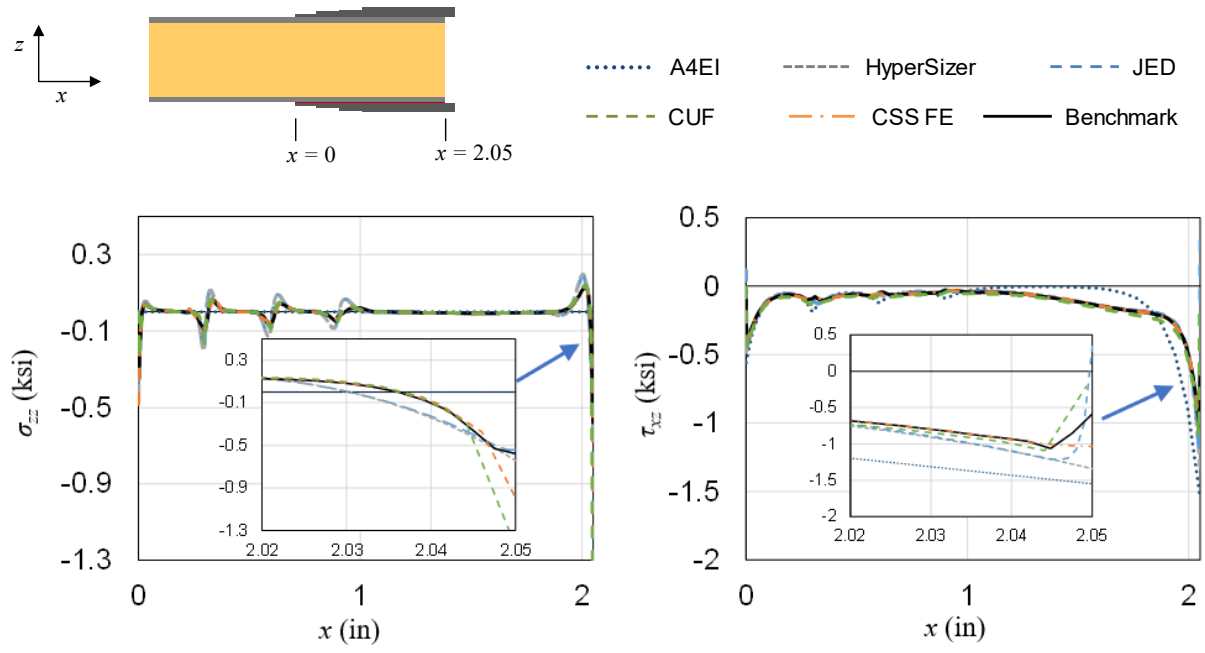 z
x
x = 0
x = 2.05
A4EI
HyperSizer
JED
CUF
CSS FE
Benchmark
σzz (ksi)
0.3
-0.1
-0.5
-0.9
-1.3
0
1
2
x (in)
0.3
-0.1
-0.5
-0.9
-1.3
2.02
2.03
2.04
2.05
τxz (ksi)
0.5
0
-0.5
-1
-1.5
-2
0
1
2
x (in)
0.5
0
-0.5
-1
-1.5
-2
2.02
2.03
2.04
2.05